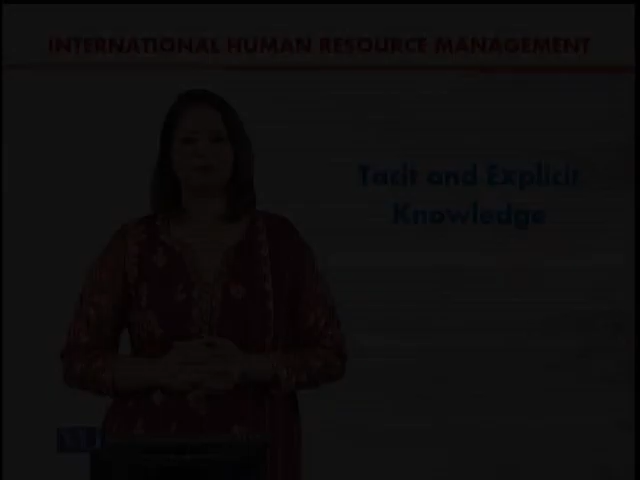 INTERNATIONAL HUMAN RESOURCE MANAGEMENT
Tacit and Explicit
Knowledge